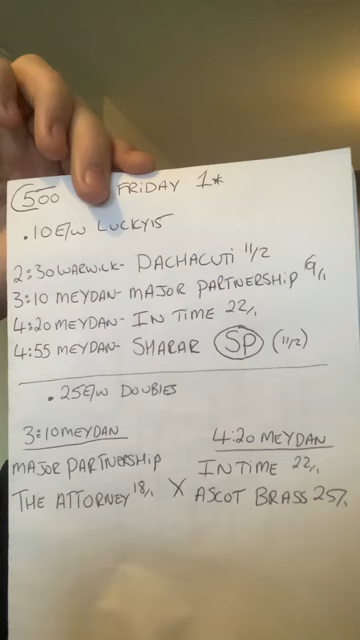 500 FRIDAY 1*
.10E/W LUCKY15
2:30 WARWICK- DACHACUTI 11/2
3:10 MEYDAN- MAJOR PARTNERSHIP 9/1
4:20 MEYDAN- IN TIME 22/1
4:55 MEYDAN- SHARAR SP (11/2)
.25E/W DOUBLES
3:10 MEYDAN 4:20 MEYDAN
MAJOR PARTNERSHIP IN TIME 22/1
THE ATTORNEY 18/1 X ASCOT BRASS 25/1